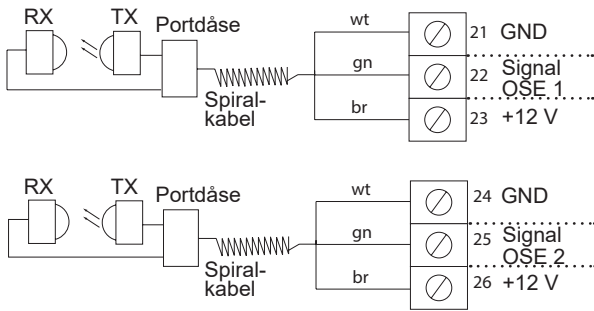 RX TX Portdåse
wt 21 GND
gn 22 Signal
OSE 1
Spiral-
kabel
br 23 +12 V
RX TX Portdåse
wt 24 GND
gn 25 Signal
OSE 2
Spiral-
kabel
br 26 +12 V